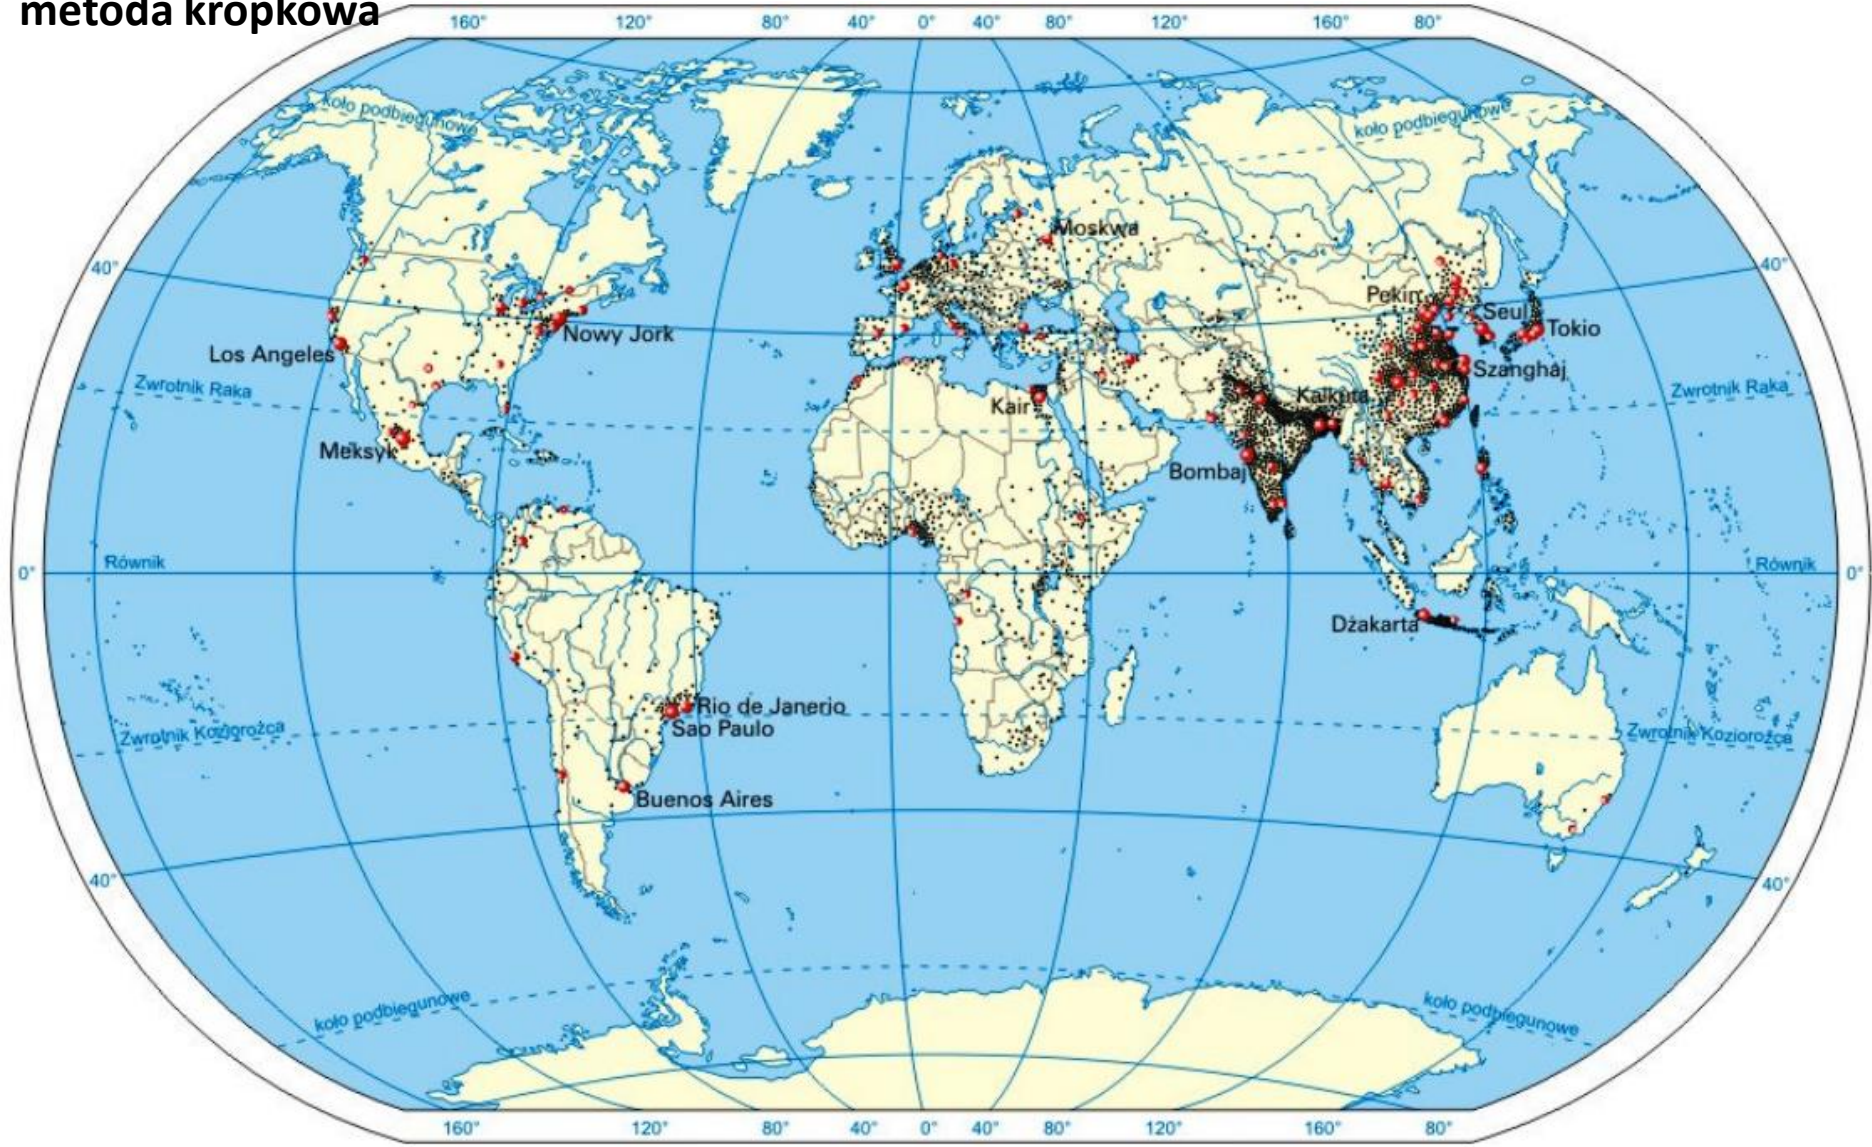 metoda kropkowa
160° 120° 80° 40° 0° 40° 80° 120° 160° 80°
koło podbiegunowe
koło podbiegunowe
Moskwa
40°
40°
Pekin
Seul
Tokio
Nowy Jork
Los Angeles
Szanghaj
Zwrotnik Raka
Zwrotnik Raka
Kalkuta
Kair
Meksyk
Bombaj
Równik
Równik
0°
0°
Dżakarta
Rio de Janerio
Sao Paulo
Zwrotnik Koziorożca
Zwrotnik Koziorożca
Buenos Aires
40°
40°
koło podbiegunowe
koło podbiegunowe
160° 120° 80° 40° 0° 40° 80° 120° 160° 80°